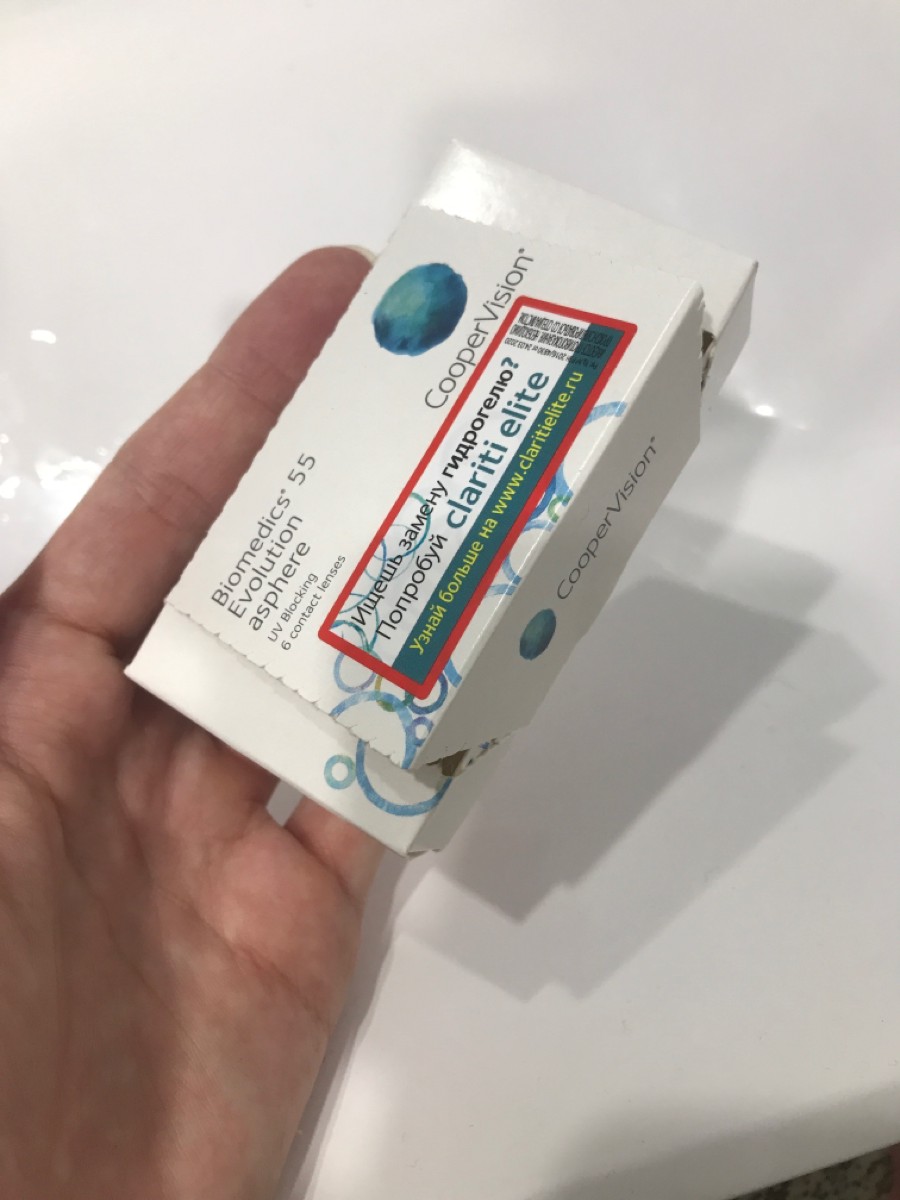 CooperVision®
Biomedics® 55
Evolution
asphere
UV Blocking
6 contact lenses
Ищешь замену гидрогелю?
Попробуй clariti elite
Узнай больше на www.claritielite.ru
CooperVision®